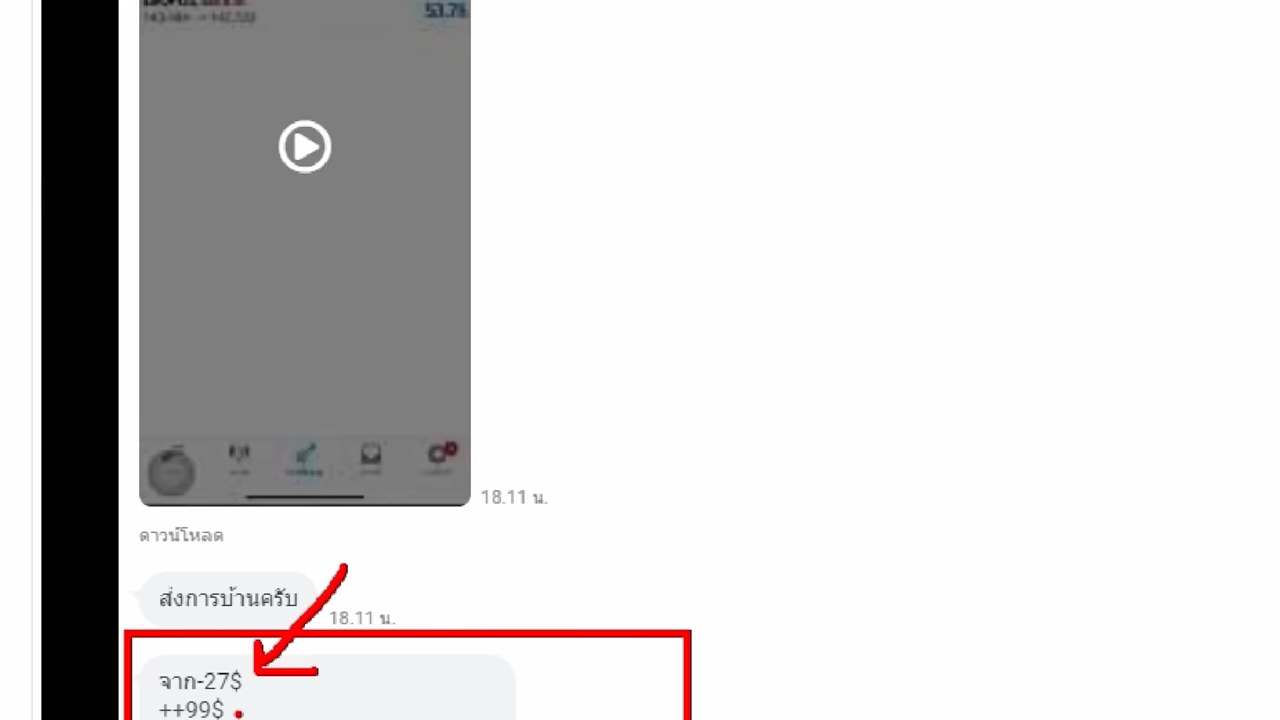 53.78
18.11 น.
ดาวน์โหลด
ส่งการบ้านครับ
18.11 น.
จาก-27$
++99$